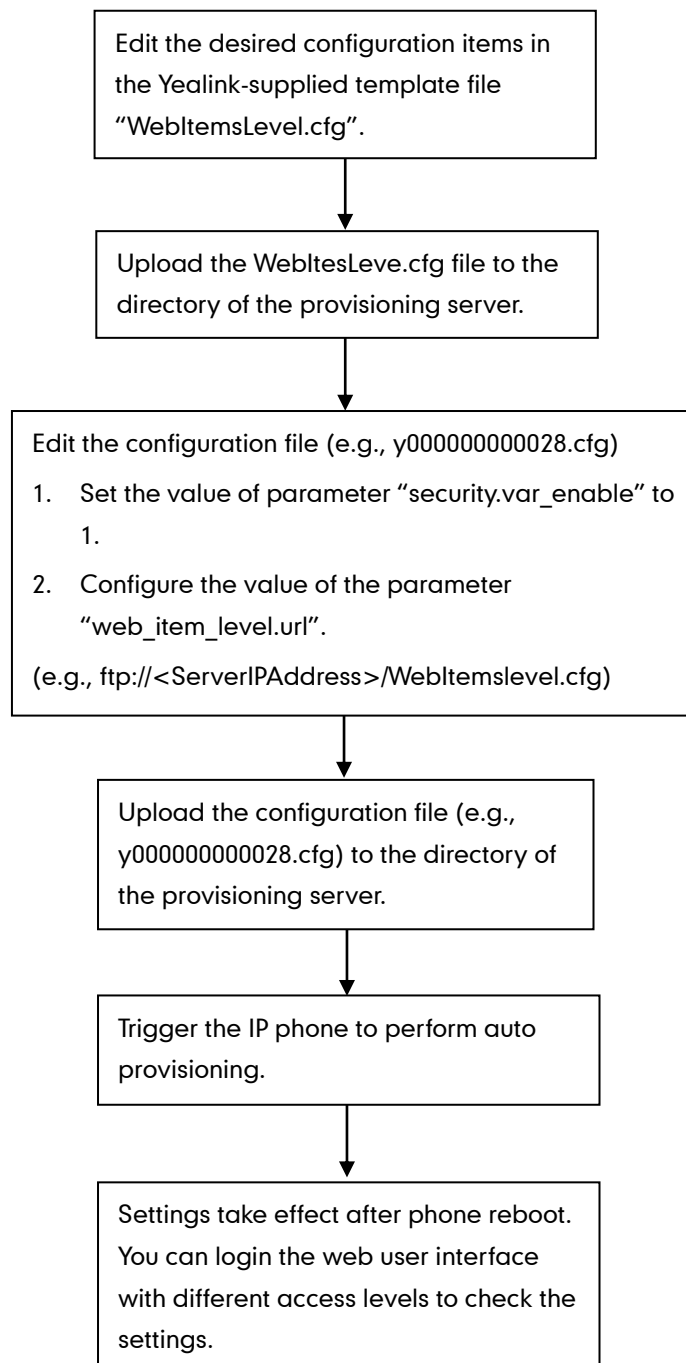 Edit the desired configuration items in
the Yealink-supplied template file
“WebItemsLevel.cfg”.
Upload the WebItesLeve.cfg file to the
directory of the provisioning server.
Edit the configuration file (e.g., y000000000028.cfg)
1. Set the value of parameter “security.var_enable” to
1.
2. Configure the value of the parameter
“web_item_level.url”.
(e.g., ftp://<ServerIPAddress>/WebItemslevel.cfg)
Upload the configuration file (e.g.,
y000000000028.cfg) to the directory of
the provisioning server.
Trigger the IP phone to perform auto
provisioning.
Settings take effect after phone reboot.
You can login the web user interface
with different access levels to check the
settings.